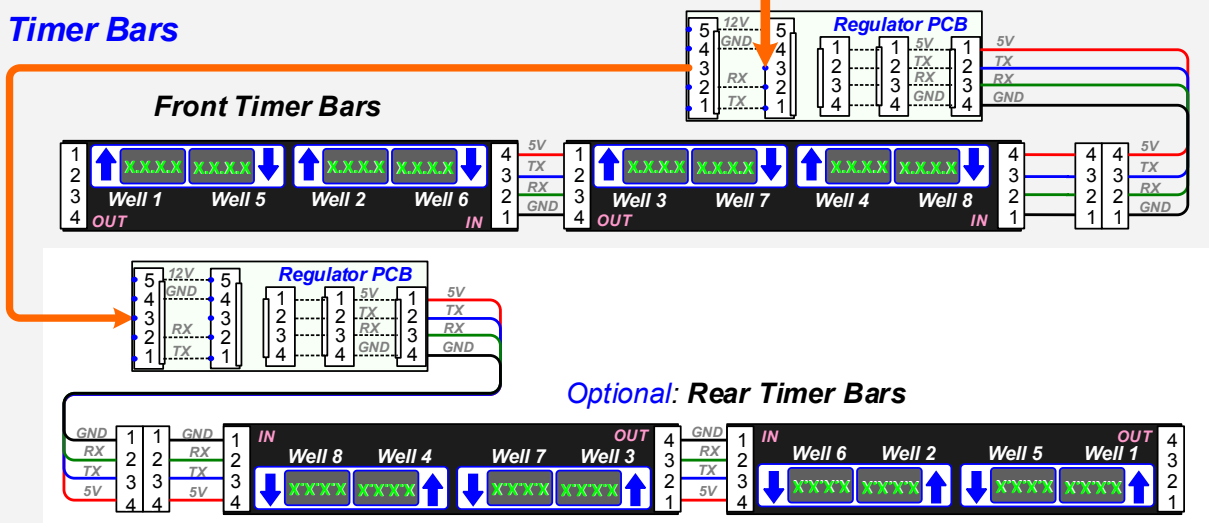 Timer Bars
Regulator PCB
5 12V 5
4 GND 4
3 3
2 RX 2
1 TX 1
1 1 5V 1 5V
2 2 TX 2 TX
3 3 RX 3 RX
4 4 GND 4 GND
Front Timer Bars
1 X.X.X.X X.X.X.X X.X.X.X X.X.X.X 4 5V 1 X.X.X.X X.X.X.X X.X.X.X X.X.X.X 4 4 4 5V
2 3 TX 2 3 3 3 TX
3 Well 1 Well 5 Well 2 Well 6 2 RX 3 Well 3 Well 7 Well 4 Well 8 2 2 2 RX
4 OUT IN 1 GND 4 OUT IN 1 1 1 GND
Regulator PCB
5 12V 5
4 GND 4
3 3
2 RX 2
1 TX 1
1 1 5V 1 5V
2 2 TX 2 TX
3 3 RX 3 RX
4 4 GND 4 GND
Optional: Rear Timer Bars
GND 1 1 GND 1 IN OUT 4 GND 1 IN OUT 4
RX 2 2 RX 2 Well 8 Well 4 Well 7 Well 3 3 RX 2 Well 6 Well 2 Well 5 Well 1 3
TX 3 3 TX 3 2 TX 3 2
5V 4 4 5V 4 X.X.X.X X.X.X.X X.X.X.X X.X.X.X 1 5V 4 X.X.X.X X.X.X.X X.X.X.X X.X.X.X 1